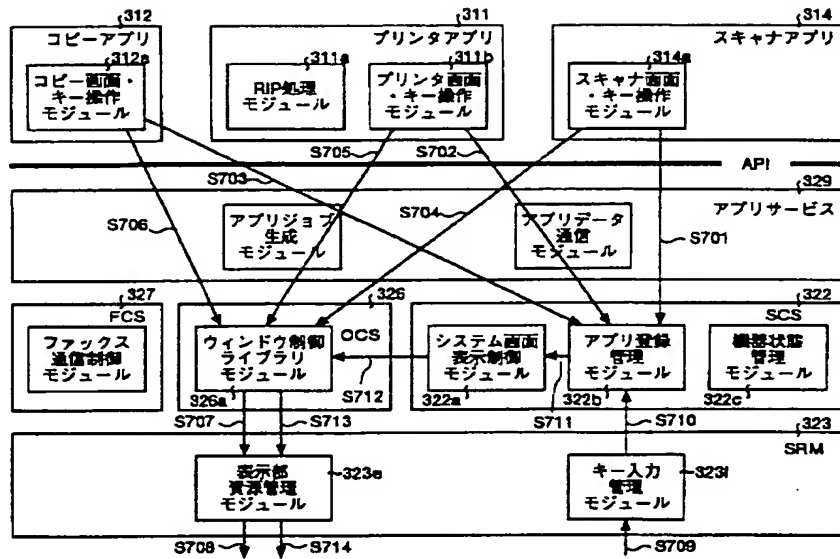 312
コピーアプリ
312a
コピー画面・
キー操作
モジュール
311
プリンタアプリ
311a
RIP処理
モジュール
311b
プリンタ画面
・キー操作
モジュール
314
スキャナアプリ
314a
スキャナ画面
・キー操作
モジュール
S705
S702
S703
API
329
アプリサービス
S706
アプリジョブ
生成
モジュール
S704
アプリデータ
通信
モジュール
S701
327
FCS
ファックス
通信制御
モジュール
326
OCS
ウィンドウ制御
ライブラリ
モジュール
326a
S712
322
SCS
システム画面
表示制御
モジュール
322a
S711
アプリ登録
管理
モジュール
322b
機器状態
管理
モジュール
322c
S707
S713
S710
323
SRM
表示部
資源管理
モジュール
323e
キー入力
管理
モジュール
323f
S708
S714
S709